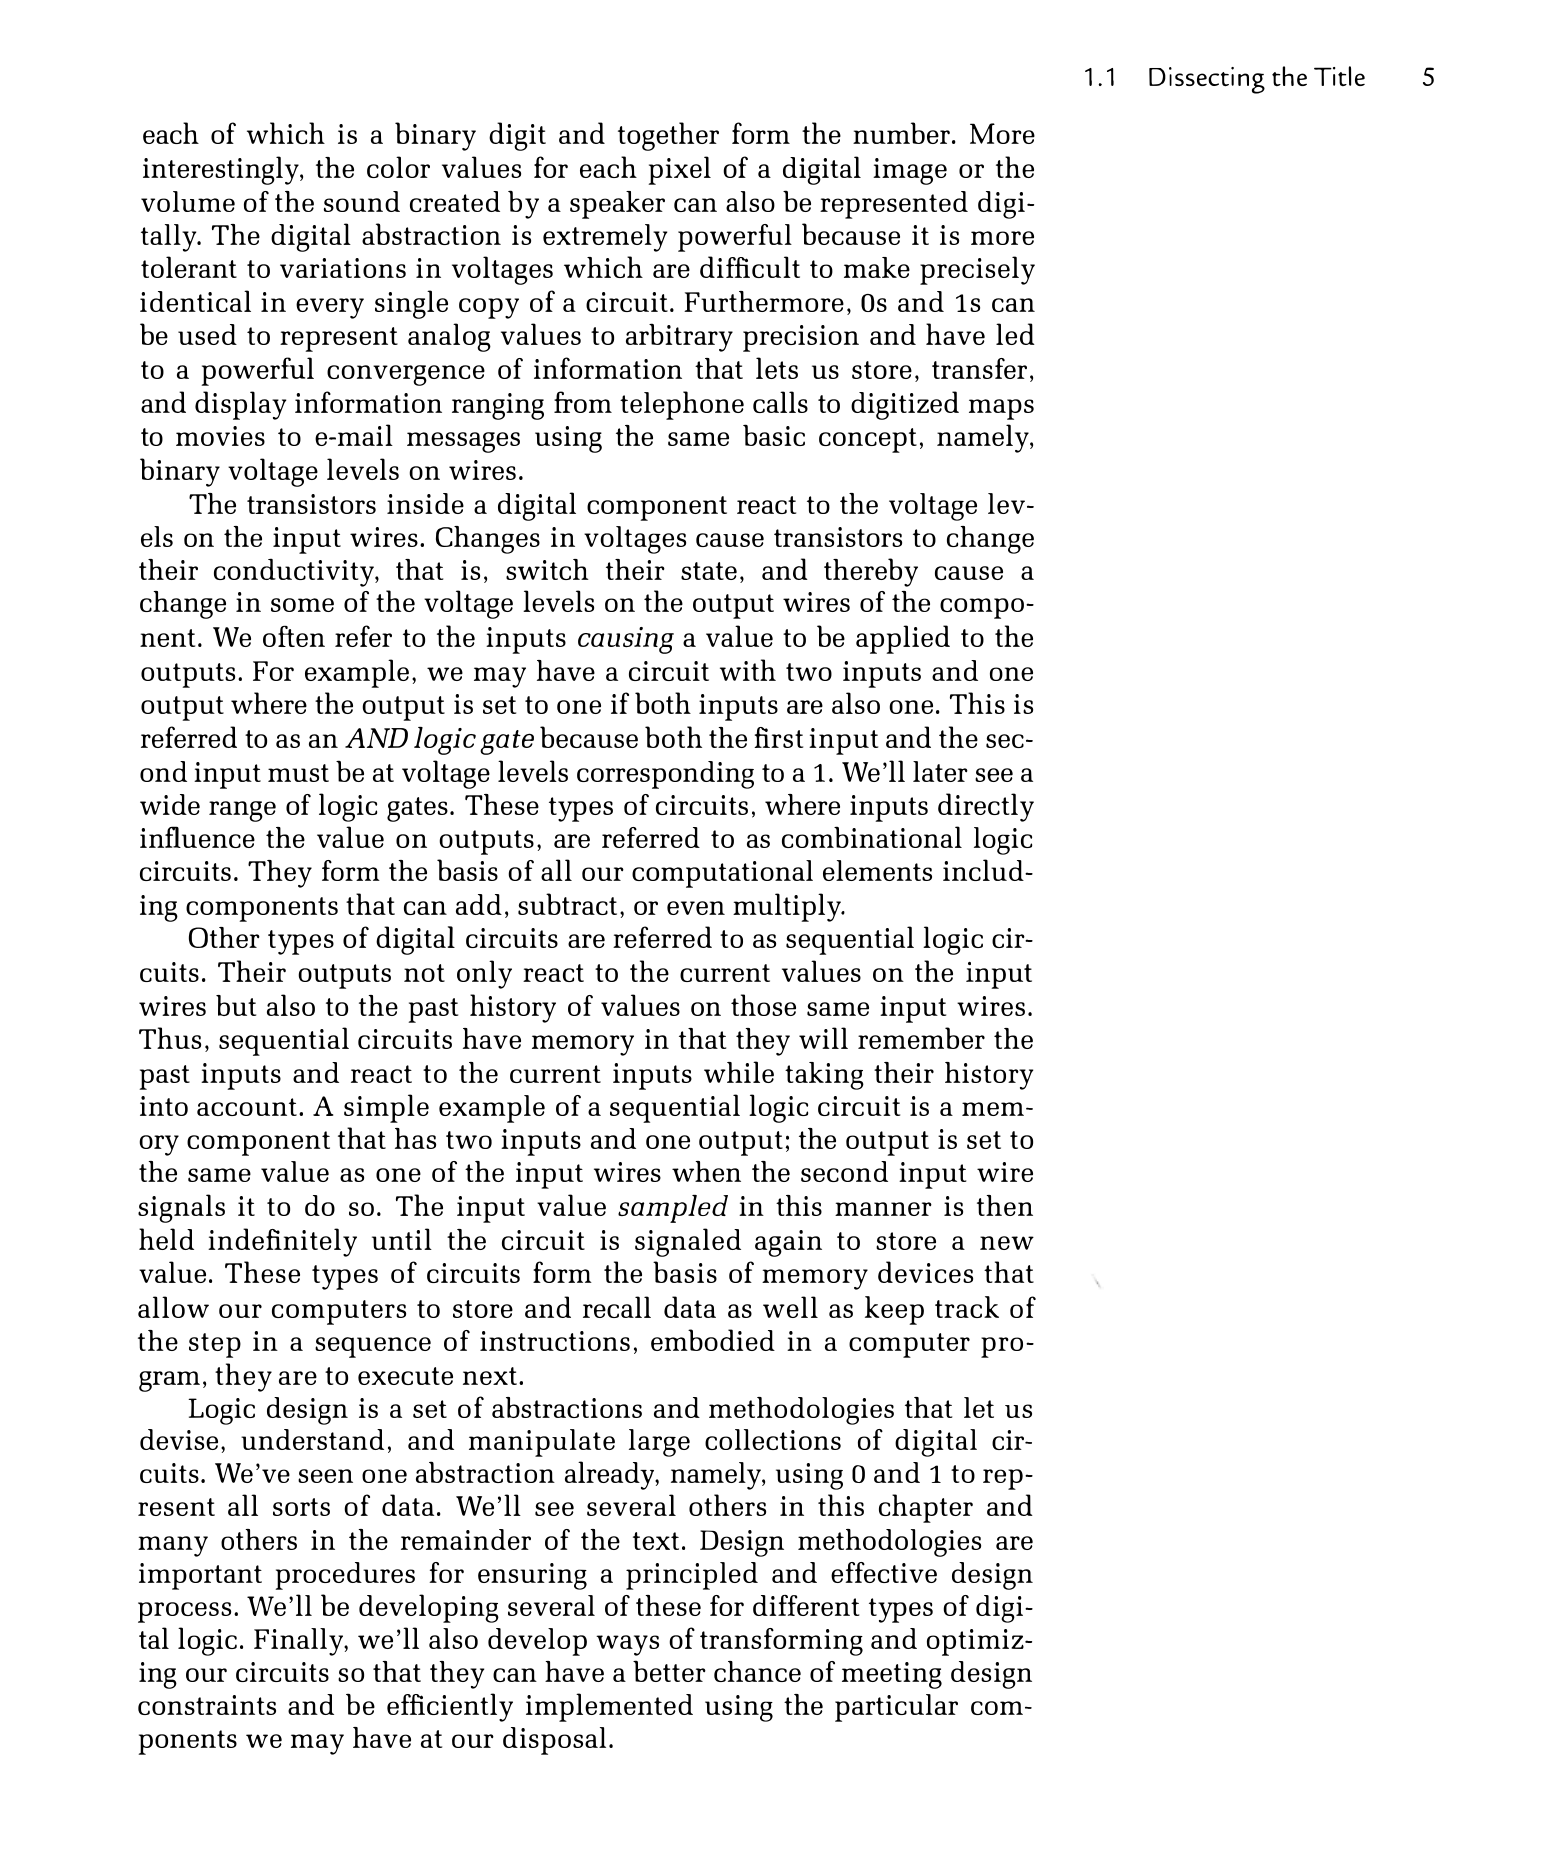 1.1 Dissecting the Title 5
each of which is a binary digit and together form the number. More
interestingly, the color values for each pixel of a digital image or the
volume of the sound created by a speaker can also be represented digi-
tally. The digital abstraction is extremely powerful because it is more
tolerant to variations in voltages which are difficult to make precisely
identical in every single copy of a circuit. Furthermore, 0s and 1s can
be used to represent analog values to arbitrary precision and have led
to a powerful convergence of information that lets us store, transfer,
and display information ranging from telephone calls to digitized maps
to movies to e-mail messages using the same basic concept, namely,
binary voltage levels on wires.
The transistors inside a digital component react to the voltage lev-
els on the input wires. Changes in voltages cause transistors to change
their conductivity, that is, switch their state, and thereby cause a
change in some of the voltage levels on the output wires of the compo-
nent. We often refer to the inputs causing a value to be applied to the
outputs. For example, we may have a circuit with two inputs and one
output where the output is set to one if both inputs are also one. This is
referred to as an AND logic gate because both the first input and the sec-
ond input must be at voltage levels corresponding to a 1. We'll later see a
wide range of logic gates. These types of circuits, where inputs directly
influence the value on outputs, are referred to as combinational logic
circuits. They form the basis of all our computational elements includ-
ing components that can add, subtract, or even multiply.
Other types of digital circuits are referred to as sequential logic cir-
cuits. Their outputs not only react to the current values on the input
wires but also to the past history of values on those same input wires.
Thus, sequential circuits have memory in that they will remember the
past inputs and react to the current inputs while taking their history
into account. A simple example of a sequential logic circuit is a mem-
ory component that has two inputs and one output; the output is set to
the same value as one of the input wires when the second input wire
signals it to do so. The input value sampled in this manner is then
held indefinitely until the circuit is signaled again to store a new
value. These types of circuits form the basis of memory devices that
allow our computers to store and recall data as well as keep track of
the step in a sequence of instructions, embodied in a computer pro-
gram, they are to execute next.
Logic design is a set of abstractions and methodologies that let us
devise, understand, and manipulate large collections of digital cir-
cuits. We've seen one abstraction already, namely, using 0 and 1 to rep-
resent all sorts of data. We'll see several others in this chapter and
many others in the remainder of the text. Design methodologies are
important procedures for ensuring a principled and effective design
process. We'll be developing several of these for different types of digi-
tal logic. Finally, we'll also develop ways of transforming and optimiz-
ing our circuits so that they can have a better chance of meeting design
constraints and be efficiently implemented using the particular com-
ponents we may have at our disposal.